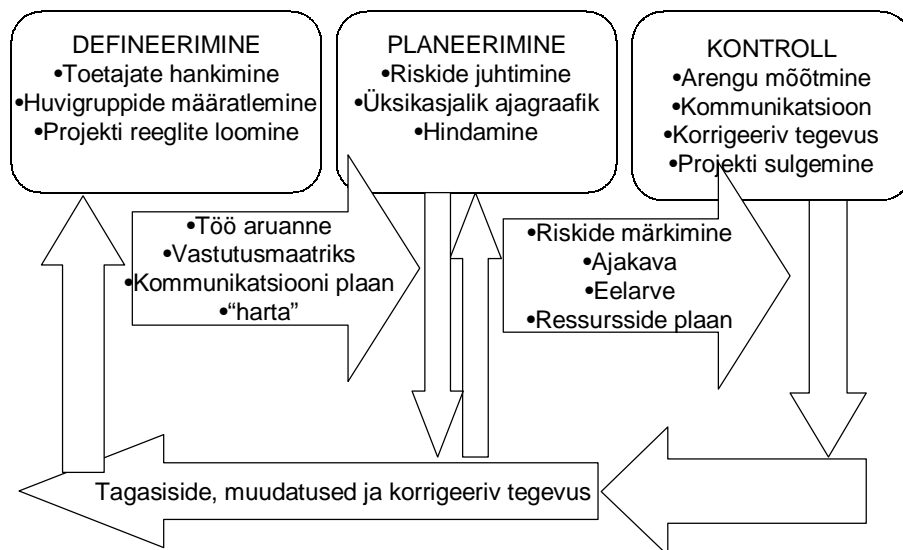 DEFINEERIMINE
•Toetajate hankimine
•Huvigruppide määratlemine
•Projekti reeglite loomine
PLANEERIMINE
•Riskide juhtimine
•Üksikasjalik ajagraafik
•Hindamine
KONTROLL
•Arengu mõõtmine
•Kommunikatsioon
•Korrigeeriv tegevus
•Projekti sulgemine
•Töö aruanne
•Vastutusmaatriks
•Kommunikatsiooni plaan
•“harta”
•Riskide märkimine
•Ajakava
•Eelarve
•Ressursside plaan
Tagasiside, muudatused ja korrigeeriv tegevus